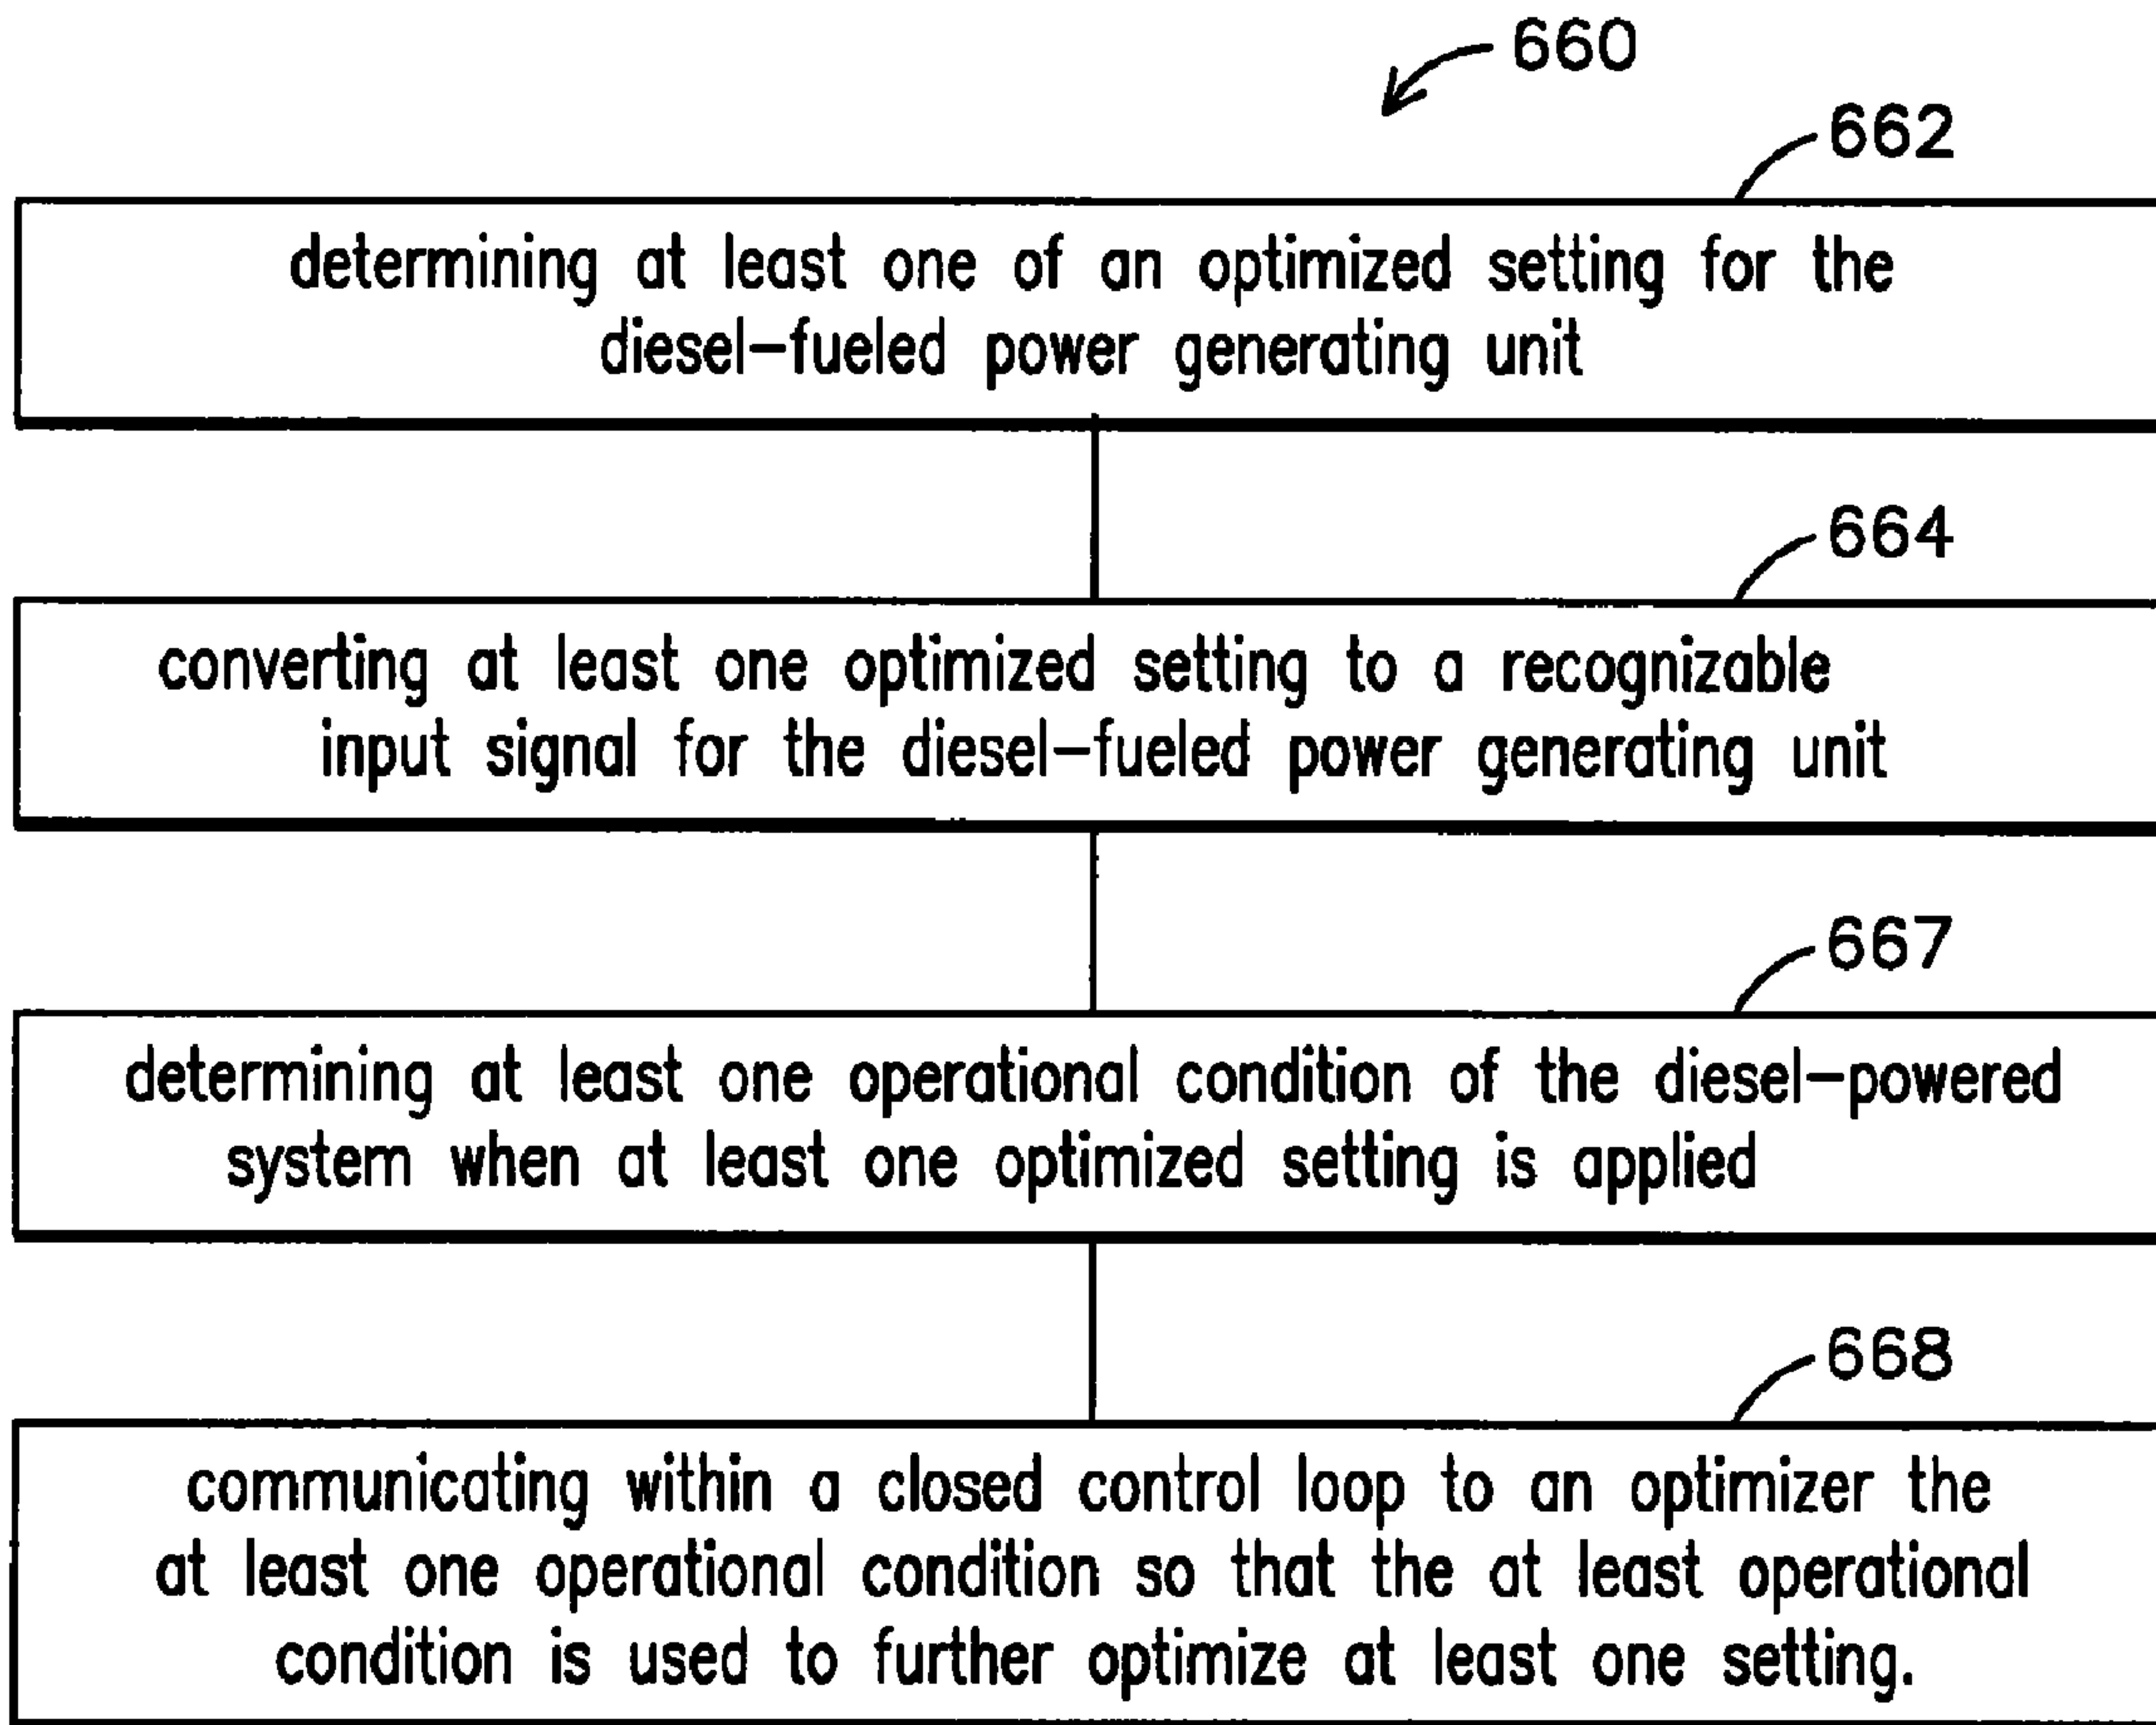 660
662
determining at least one of an optimized setting for the
diesel-fueled power generating unit
664
converting at least one optimized setting to a recognizable
input signal for the diesel-fueled power generating unit
667
determining at least one operational condition of the diesel-powered
system when at least one optimized setting is applied
668
communicating within a closed control loop to an optimizer the
at least one operational condition so that the at least operational
condition is used to further optimize at least one setting.